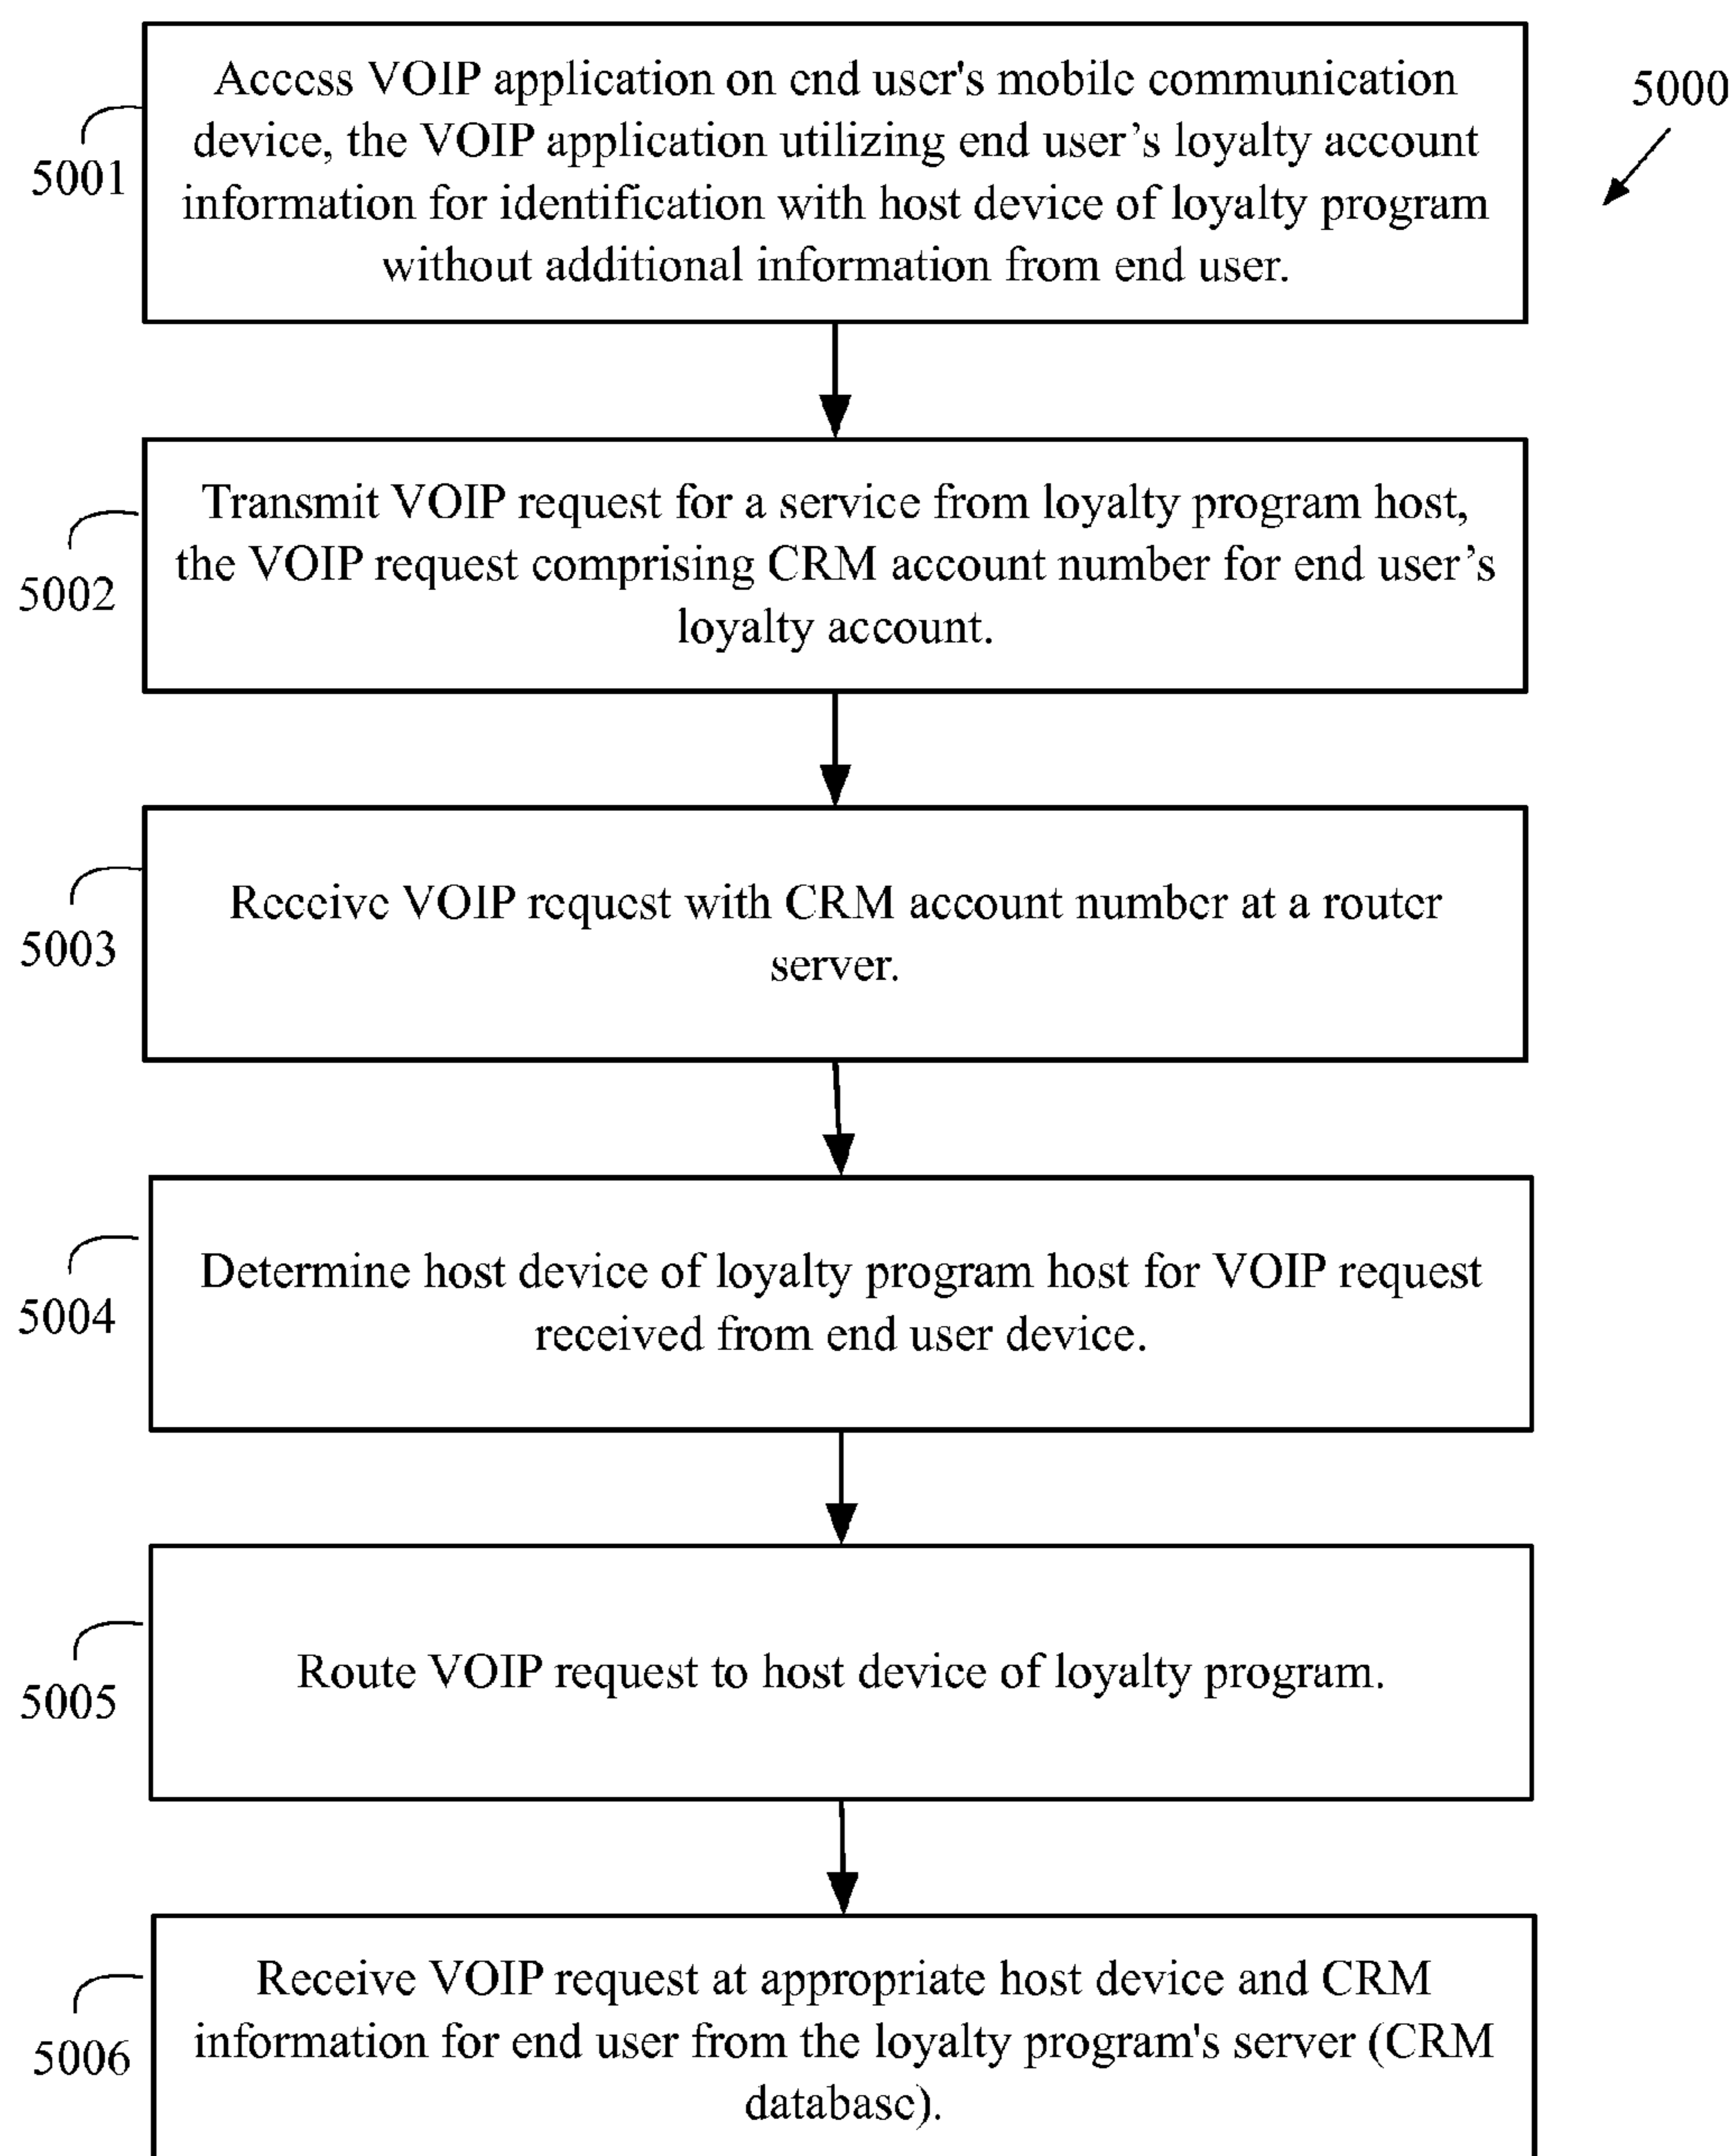 Access VOIP application on end user's mobile communication
device, the VOIP application utilizing end user’s loyalty account
information for identification with host device of loyalty program
without additional information from end user.
5000
5001
Transmit VOIP request for a service from loyalty program host,
the VOIP request comprising CRM account number for end user’s
loyalty account.
5002
Receive VOIP request with CRM account number at a router
server.
5003
Determine host device of loyalty program host for VOIP request
received from end user device.
5004
Route VOIP request to host device of loyalty program.
5005
Receive VOIP request at appropriate host device and CRM
information for end user from the loyalty program's server (CRM
database).
5006